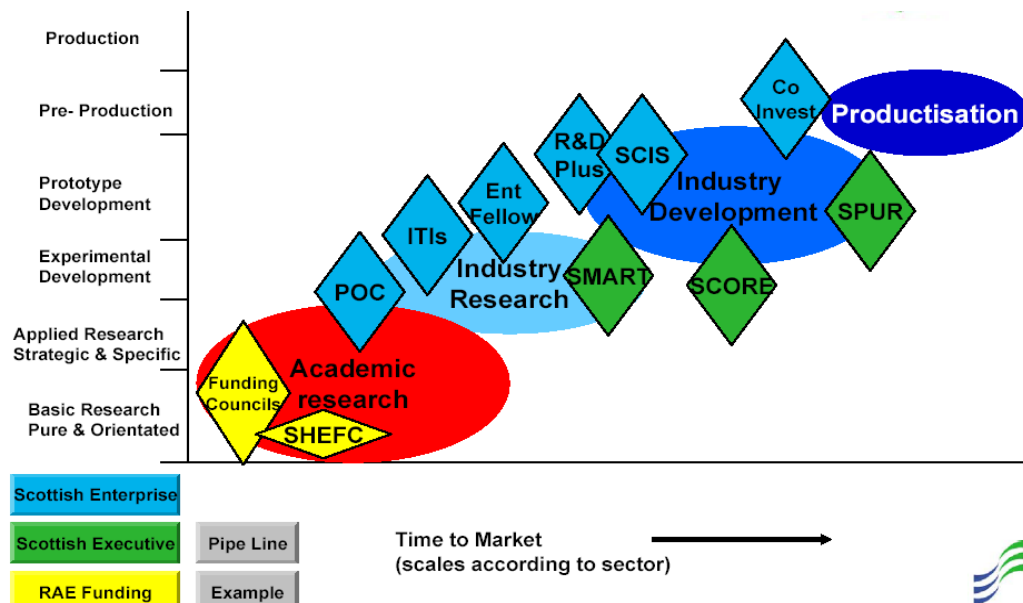 Production
Pre- Production
Prototype
Development
Experimental
Development
Applied Research
Strategic & Specific
Basic Research
Pure & Orientated
Co
Invest
Productisation
R&D
Plus
SCIS
Industry
Development
Ent
Fellow
SPUR
ITIs
Industry
Research
SMART
SCORE
POC
Academic
research
Funding
Councils
SHEFC
Scottish Enterprise
Scottish Executive
Pipe Line
RAE Funding
Example
Time to Market
(scales according to sector)